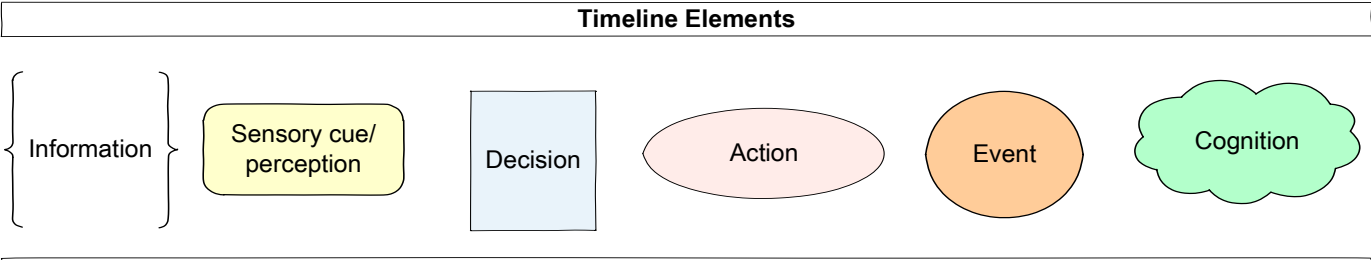 Timeline Elements
Information
Sensory cue/
perception
Decision
Action
Event
Cognition